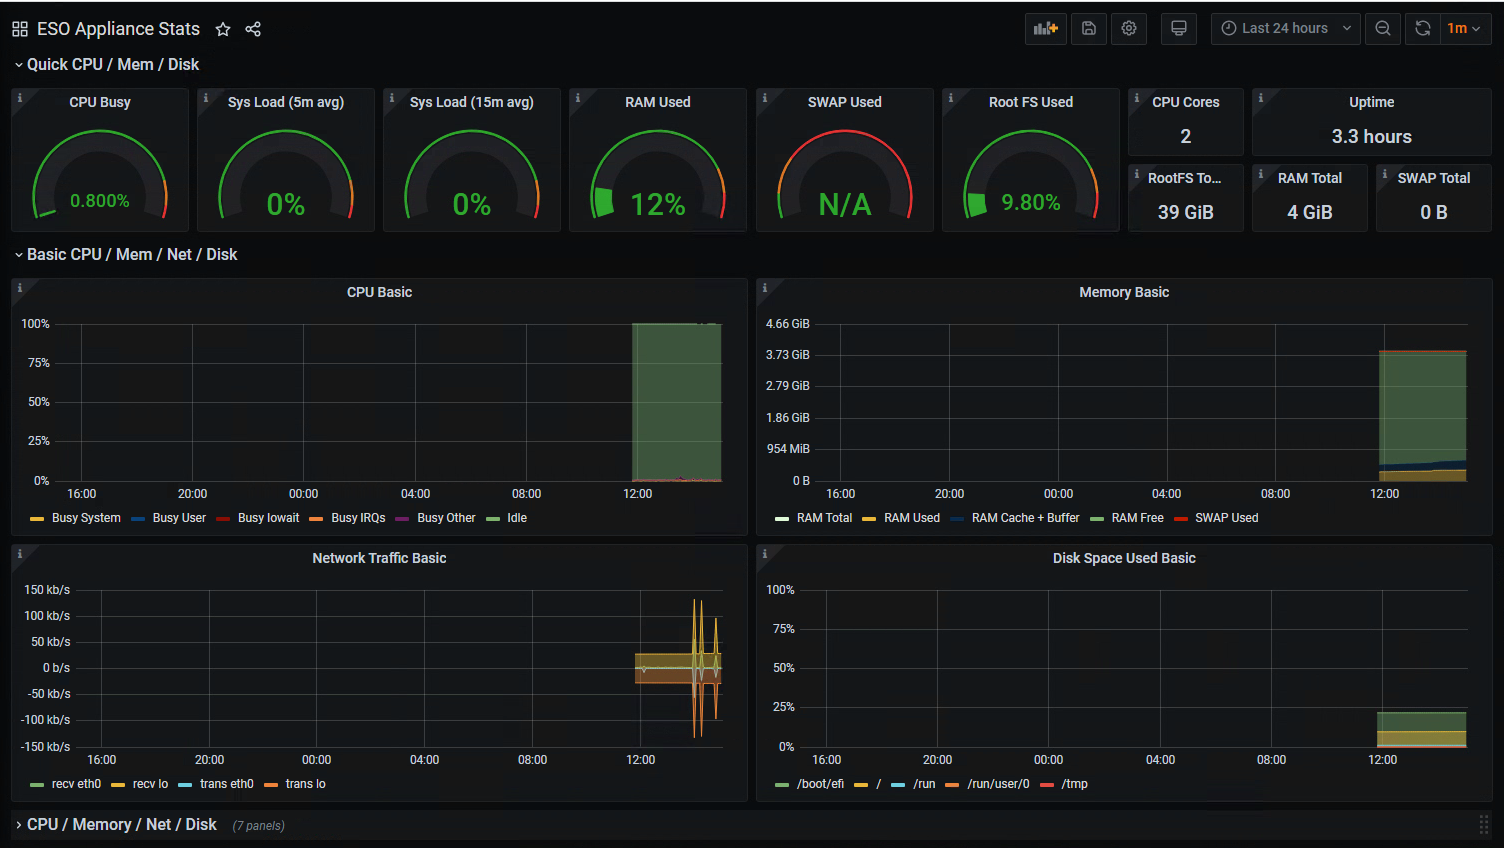 ESO Appliance Stats
Last 24 hours
1m
Quick CPU / Mem / Disk
CPU Busy
0.800%
Sys Load (5m avg)
0%
Sys Load (15m avg)
0%
RAM Used
12%
SWAP Used
N/A
Root FS Used
9.80%
CPU Cores
2
Uptime
3.3 hours
RootFS To...
39 GiB
RAM Total
4 GiB
SWAP Total
0 B
Basic CPU / Mem / Net / Disk
CPU Basic
100%
75%
50%
25%
0%
16:00 20:00 00:00 04:00 08:00 12:00
Busy System Busy User Busy Iowait Busy IRQs Busy Other Idle
Memory Basic
4.66 GiB
3.73 GiB
2.79 GiB
1.86 GiB
954 MiB
0 B
16:00 20:00 00:00 04:00 08:00 12:00
RAM Total RAM Used RAM Cache + Buffer RAM Free SWAP Used
Network Traffic Basic
150 kb/s
100 kb/s
50 kb/s
0 b/s
-50 kb/s
-100 kb/s
-150 kb/s
16:00 20:00 00:00 04:00 08:00 12:00
recv eth0 recv lo trans eth0 trans lo
Disk Space Used Basic
100%
75%
50%
25%
0%
16:00 20:00 00:00 04:00 08:00 12:00
/boot/efi / /run /run/user/0 /tmp
CPU / Memory / Net / Disk (7 panels)